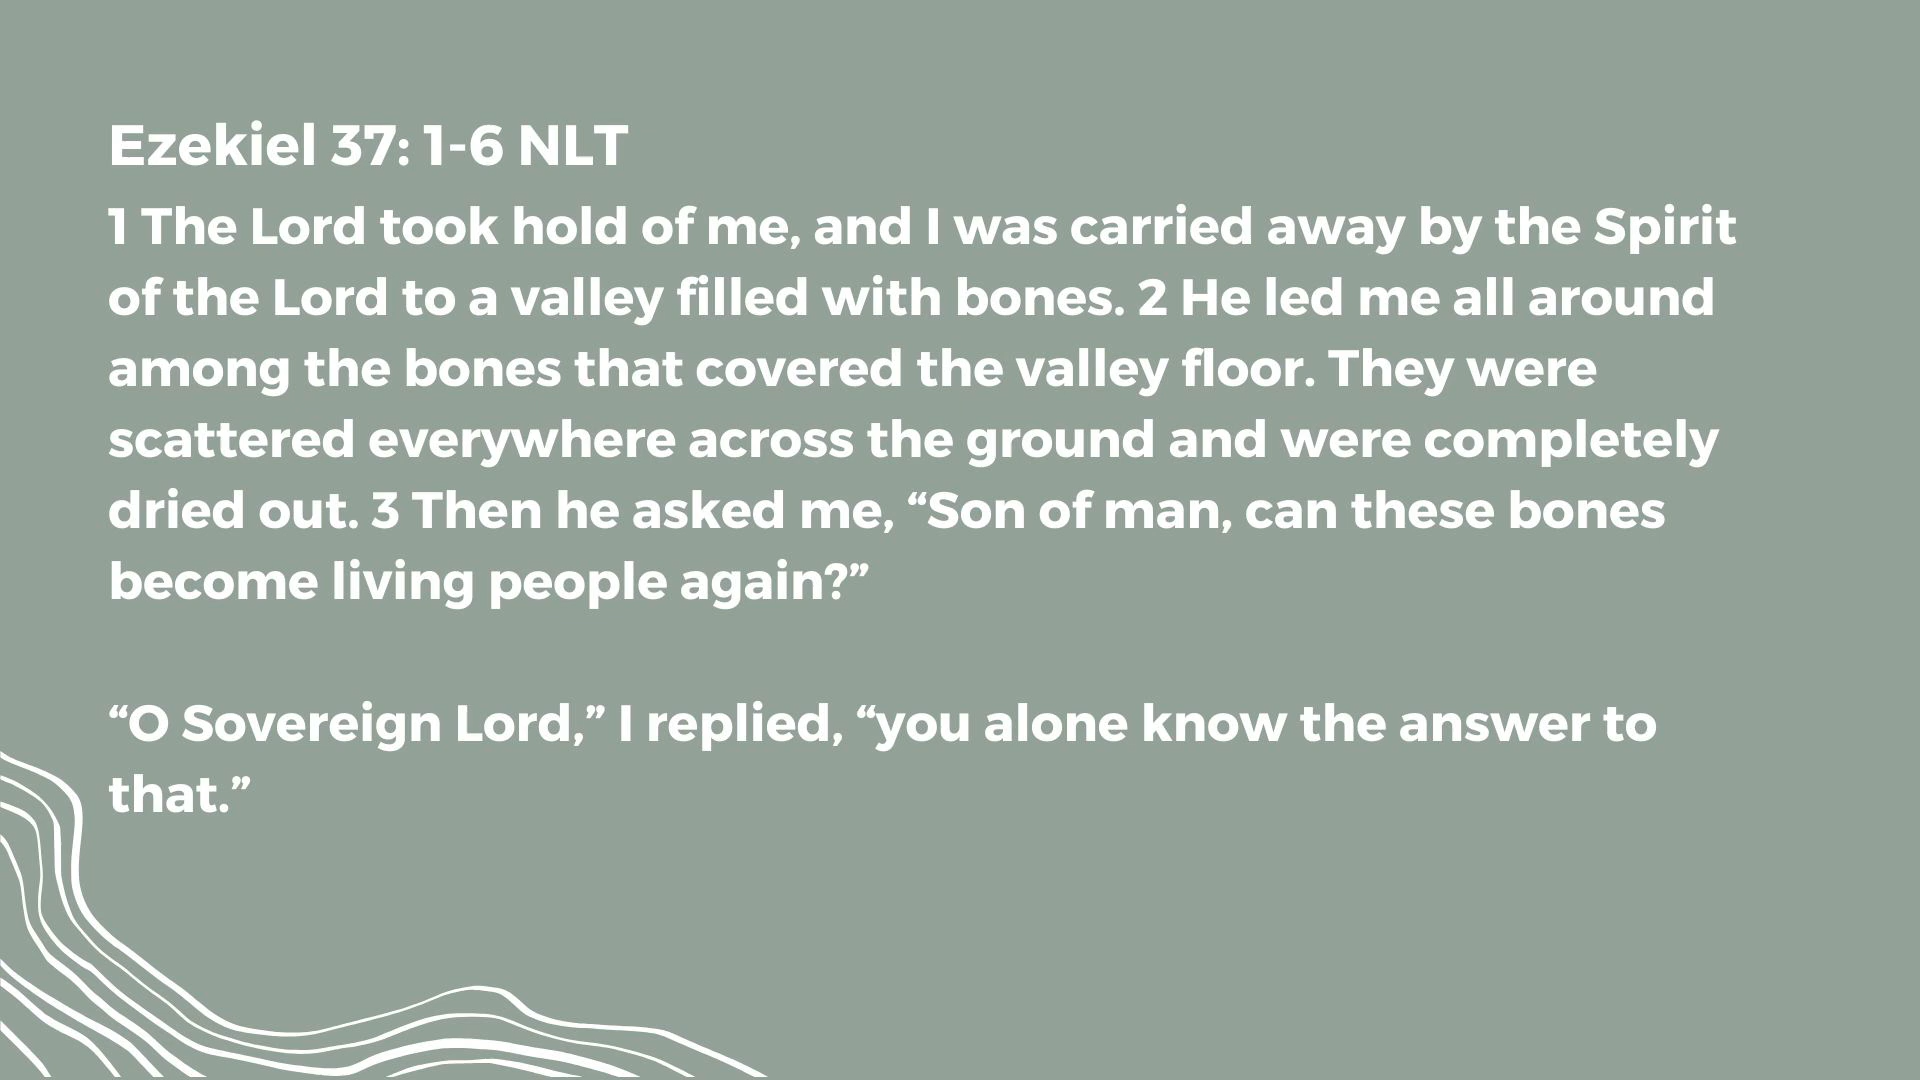 Ezekiel 37: 1-6 NLT
1 The Lord took hold of me, and I was carried away by the Spirit
of the Lord to a valley filled with bones. 2 He led me all around
among the bones that covered the valley floor. They were
scattered everywhere across the ground and were completely
dried out. 3 Then he asked me, “Son of man, can these bones
become living people again?”
“O Sovereign Lord,” I replied, “you alone know the answer to
that.”